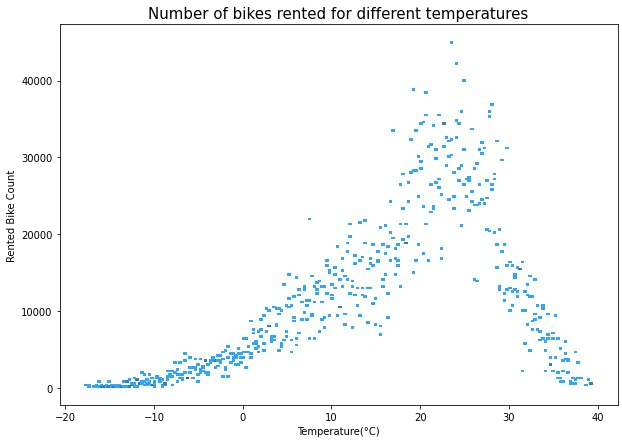 Number of bikes rented for different temperatures
40000
30000
20000
10000
0
Rented Bike Count
−20 −10 0 10 20 30 40
Temperature(°C)